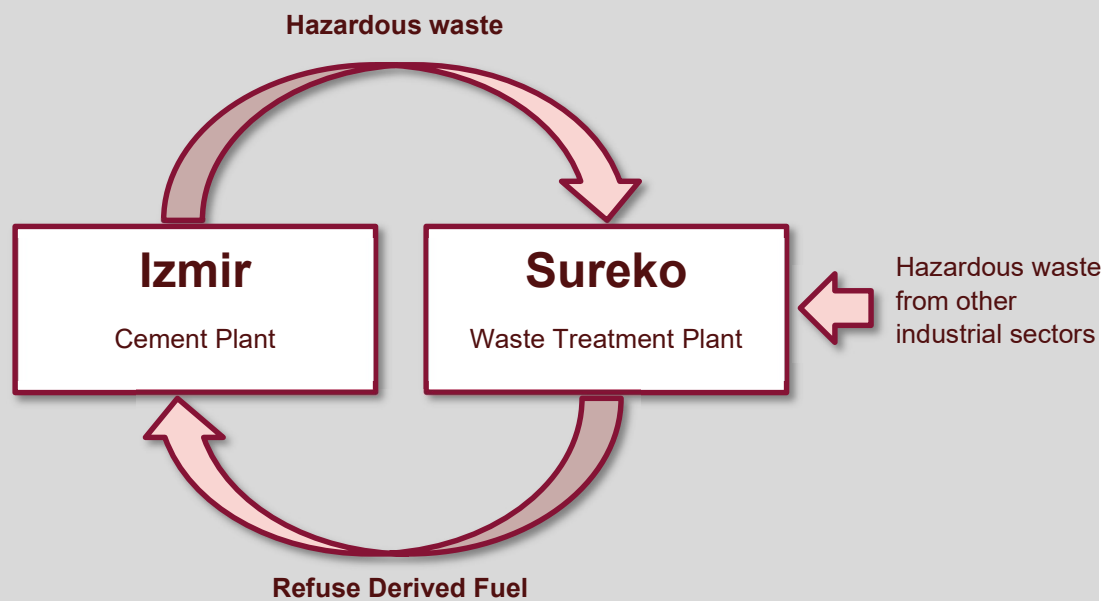 Hazardous waste
Izmir
Cement Plant
Sureko
Waste Treatment Plant
Hazardous waste
from other
industrial sectors
Refuse Derived Fuel